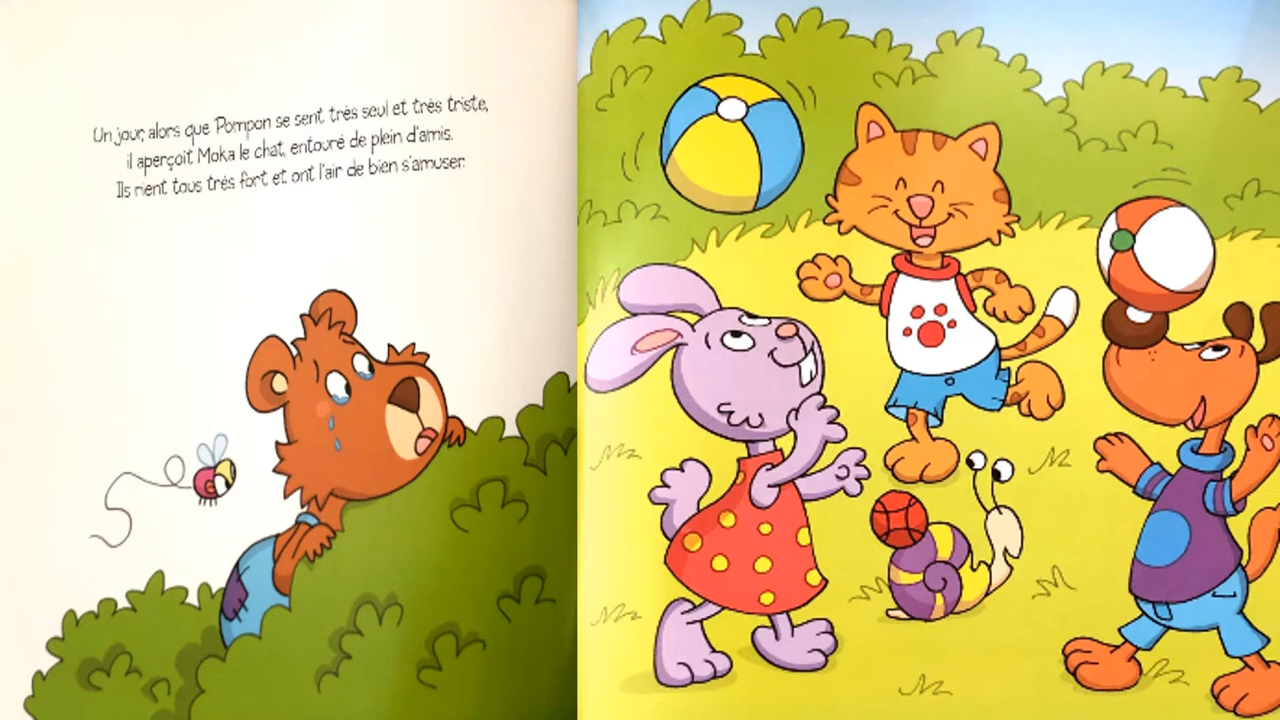 Un jour, alors que Pompon se sent très seul et très triste,
il aperçoit Moka le chat, entouré de plein d'amis.
Ils rient tous très fort et ont l'air de bien s'amuser.